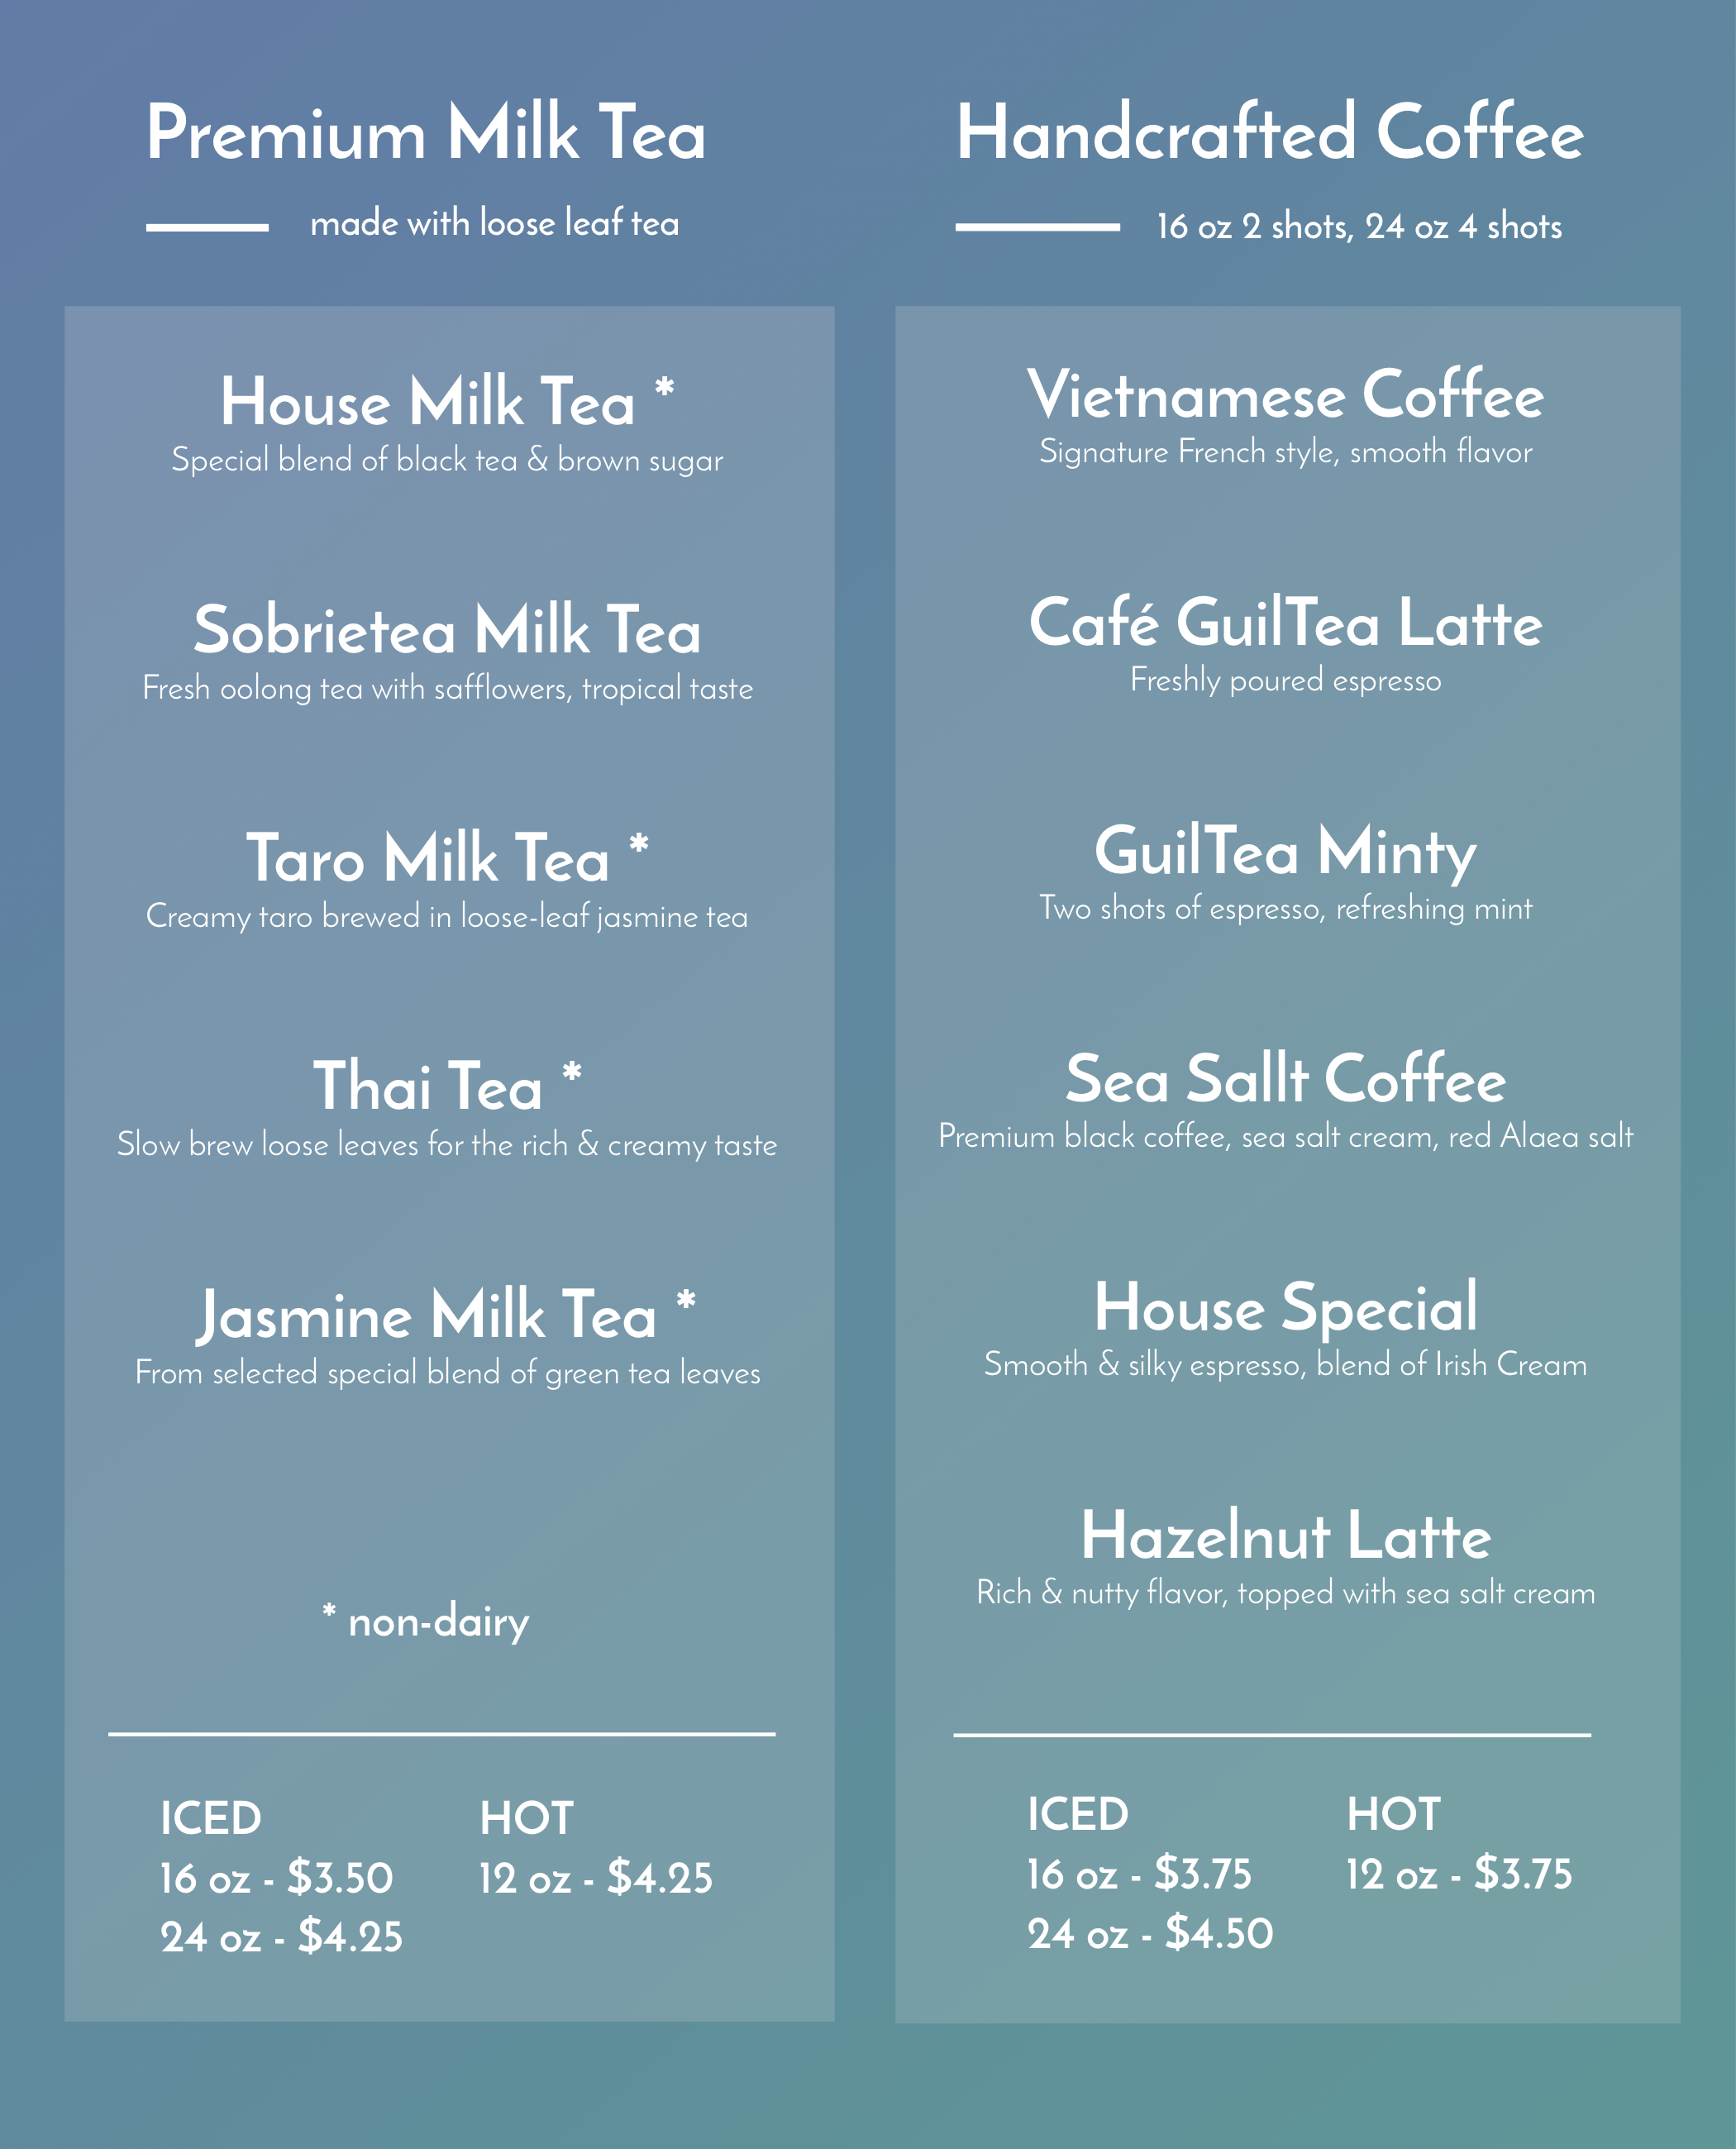 Premium Milk Tea
made with loose leaf tea
House Milk Tea *
Special blend of black tea & brown sugar
Sobrietea Milk Tea
Fresh oolong tea with safflowers, tropical taste
Taro Milk Tea *
Creamy taro brewed in loose-leaf jasmine tea
Thai Tea *
Slow brew loose leaves for the rich & creamy taste
Jasmine Milk Tea *
From selected special blend of green tea leaves
* non-dairy
ICED
16 oz - $3.50
24 oz - $4.25
HOT
12 oz - $4.25
Handcrafted Coffee
16 oz 2 shots, 24 oz 4 shots
Vietnamese Coffee
Signature French style, smooth flavor
Café GuilTea Latte
Freshly poured espresso
GuilTea Minty
Two shots of espresso, refreshing mint
Sea Sallt Coffee
Premium black coffee, sea salt cream, red Alaea salt
House Special
Smooth & silky espresso, blend of Irish Cream
Hazelnut Latte
Rich & nutty flavor, topped with sea salt cream
ICED
16 oz - $3.75
24 oz - $4.50
HOT
12 oz - $3.75